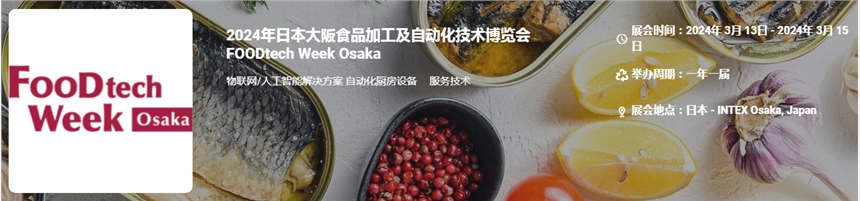 FOODtech
Week Osaka
2024年日本大阪食品加工及自动化技术博览会
FOODtech Week Osaka
物联网/人工智能解决方案 自动化厨房设备 服务技术
展会时间：2024年 3月 13日 - 2024年 3月 15
日
举办周期：一年一届
展会地点：日本 - INTEX Osaka, Japan